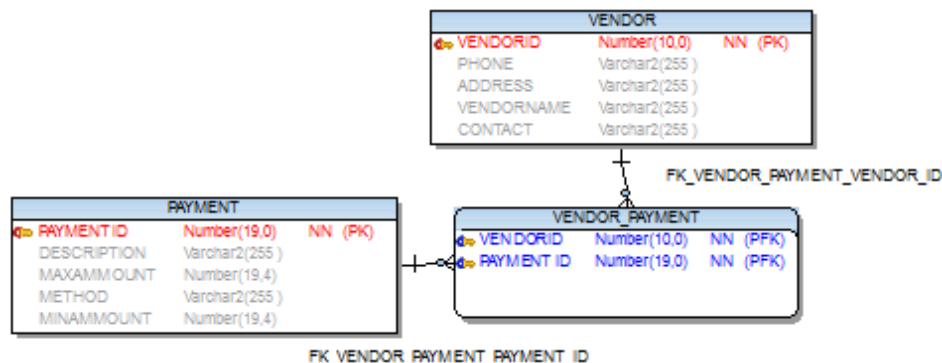 VENDOR
VENDORID Number(10,0) NN (PK)
PHONE Varchar2(255 )
ADDRESS Varchar2(255 )
VENDORNAME Varchar2(255 )
CONTACT Varchar2(255 )
FK_VENDOR_PAYMENT_VENDOR_ID
PAYMENT
PAYMENT ID Number(19,0) NN (PK)
DESCRIPTION Varchar2(255 )
MAXAMMOUNT Number(19,4)
METHOD Varchar2(255 )
MINAMMOUNT Number(19,4)
VENDOR_PAYMENT
VENDORID Number(10,0) NN (PFK)
PAYMENT ID Number(19,0) NN (PFK)
FK_VENDOR_PAYMENT_PAYMENT_ID